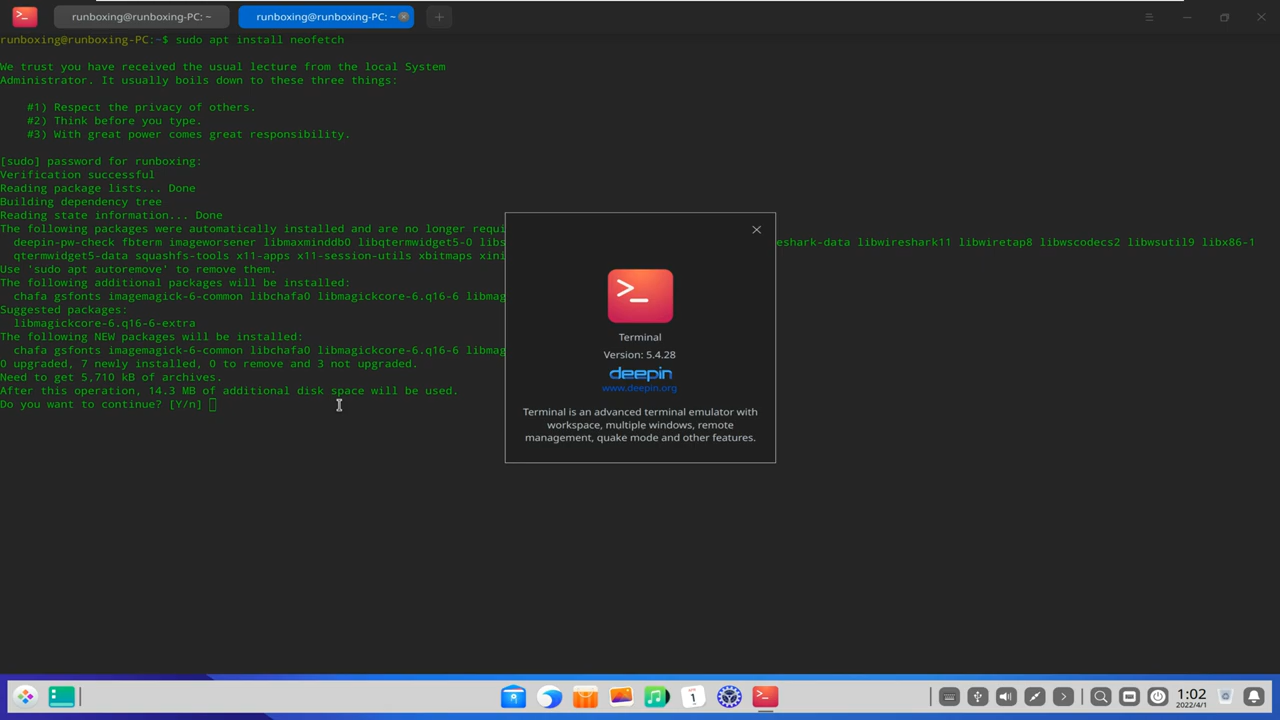 runboxing@runboxing-PC: ~
runboxing@runboxing-PC: ~
runboxing@runboxing-PC:~$ sudo apt install neofetch
We trust you have received the usual lecture from the local System
Administrator. It usually boils down to these three things:
#1) Respect the privacy of others.
#2) Think before you type.
#3) With great power comes great responsibility.
[sudo] password for runboxing:
Verification successful
Reading package lists... Done
Building dependency tree
Reading state information... Done
The following packages were automatically installed and are no longer requi
deepin-pw-check fbterm imageworsener libmaxminddb0 libqtermwidget5-0 libs eshark-data libwireshark11 libwiretap8 libwscodecs2 libwsutil9 libx86-1
qtermwidget5-data squashfs-tools x11-apps x11-session-utils xbitmaps xini
Use 'sudo apt autoremove' to remove them.
The following additional packages will be installed:
chafa gsfonts imagemagick-6-common libchafa0 libmagickcore-6.q16-6 libmag
Suggested packages:
libmagickcore-6.q16-6-extra
The following NEW packages will be installed:
chafa gsfonts imagemagick-6-common libchafa0 libmagickcore-6.q16-6 libmag
0 upgraded, 7 newly installed, 0 to remove and 3 not upgraded.
Need to get 5,710 kB of archives.
After this operation, 14.3 MB of additional disk space will be used.
Do you want to continue? [Y/n]
Terminal
Version: 5.4.28
deepin
www.deepin.org
Terminal is an advanced terminal emulator with
workspace, multiple windows, remote
management, quake mode and other features.
1
1:02
2022/4/1